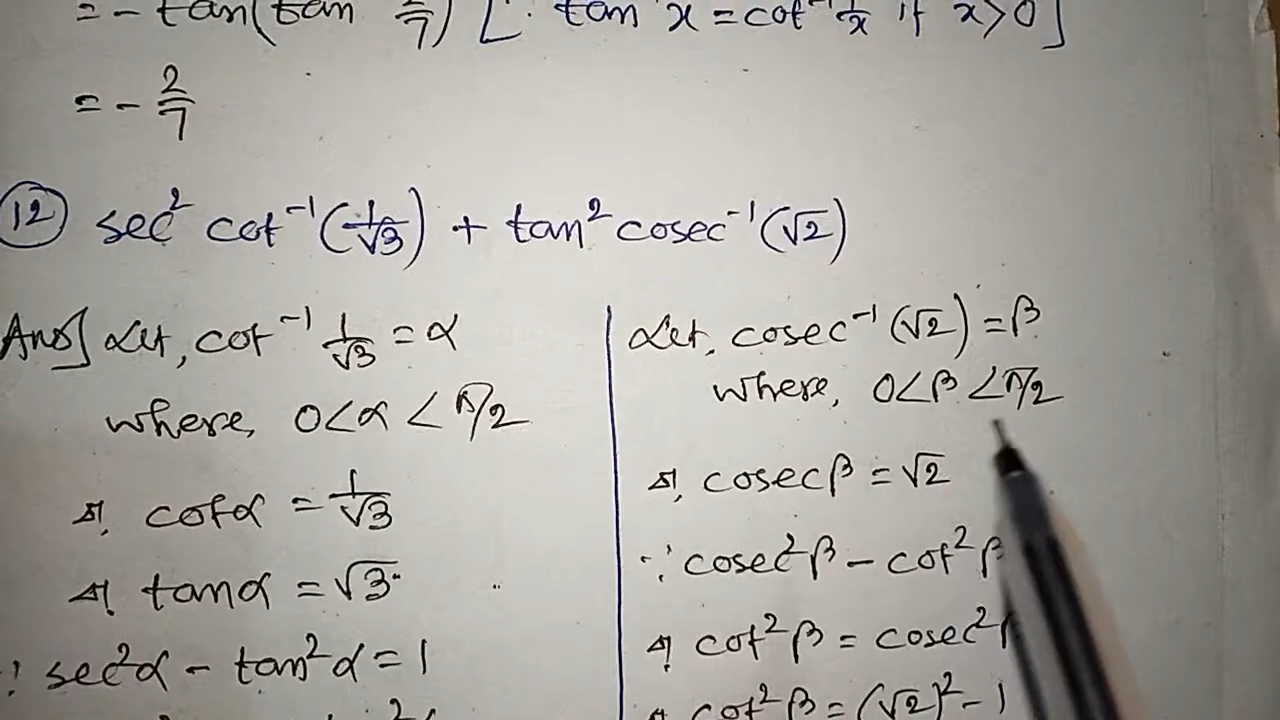 = - tan(tan 2/7) [∵ tan x = cot⁻¹ 1/x if x>0]
= - 2/7
(12) sec² cot⁻¹(1/√3) + tan² cosec⁻¹(√2)
Ans] Let, cot⁻¹ 1/√3 = α
where, 0<α<π/2
বা, cotα = 1/√3
বা tanα = √3
∵ sec²α - tan²α = 1
Let, cosec⁻¹(√2) = β
where, 0<β<π/2
বা, cosecβ = √2
∵ cosec²β - cot²β
বা cot²β = cosec²β
বা cot²β = (√2)² - 1